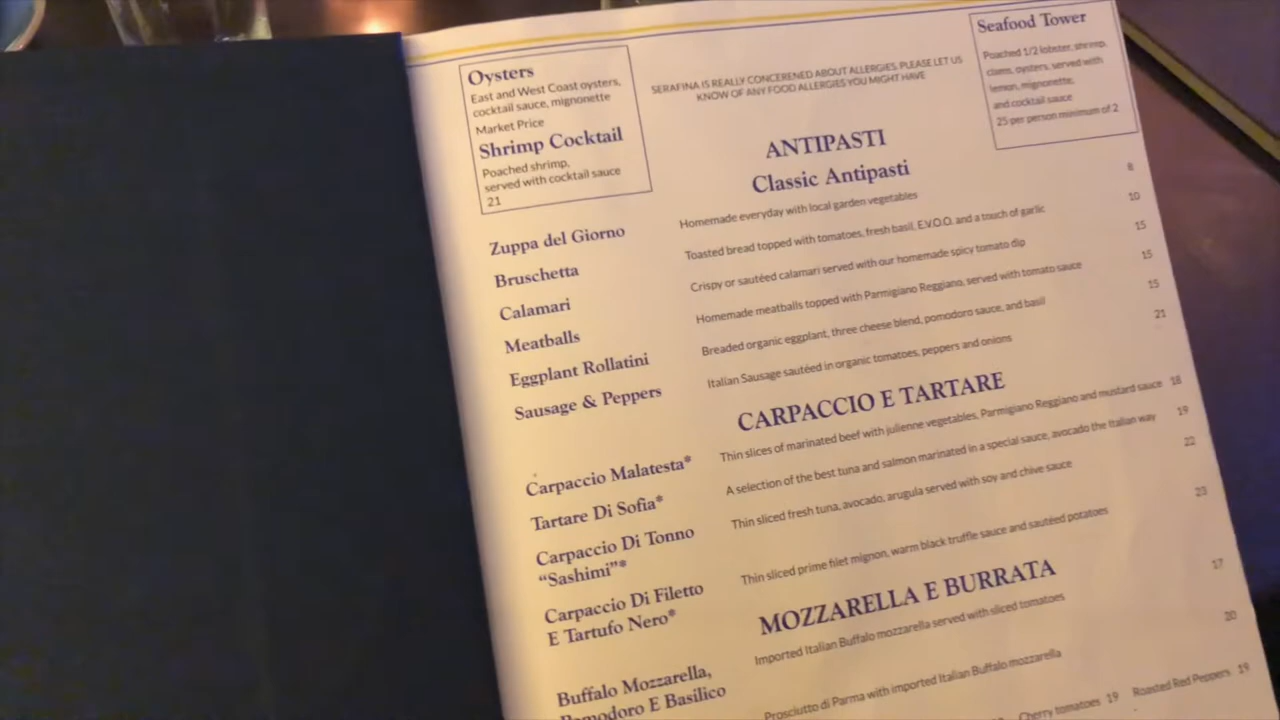 Oysters
East and West Coast oysters,
cocktail sauce, mignonette
Market Price
Shrimp Cocktail
Poached shrimp,
served with cocktail sauce
21
SERAFINA IS REALLY CONCERENED ABOUT ALLERGIES. PLEASE LET US
KNOW OF ANY FOOD ALLERGIES YOU MIGHT HAVE
Seafood Tower
Poached 1/2 lobster, shrimp,
clams, oysters, served with
lemon, mignonette,
and cocktail sauce
25 per person minimum of 2
ANTIPASTI
Classic Antipasti
Zuppa del Giorno Homemade everyday with local garden vegetables 8
Bruschetta Toasted bread topped with tomatoes, fresh basil, E.V.O.O. and a touch of garlic 10
Calamari Crispy or sautéed calamari served with our homemade spicy tomato dip 15
Meatballs Homemade meatballs topped with Parmigiano Reggiano, served with tomato sauce 15
Eggplant Rollatini Breaded organic eggplant, three cheese blend, pomodoro sauce, and basil 15
Sausage & Peppers Italian Sausage sautéed in organic tomatoes, peppers and onions 21
CARPACCIO E TARTARE
Carpaccio Malatesta* Thin slices of marinated beef with julienne vegetables, Parmigiano Reggiano and mustard sauce 18
Tartare Di Sofia* A selection of the best tuna and salmon marinated in a special sauce, avocado the Italian way 19
Carpaccio Di Tonno Thin sliced fresh tuna, avocado, arugula served with soy and chive sauce 22
“Sashimi”*
Carpaccio Di Filetto Thin sliced prime filet mignon, warm black truffle sauce and sautéed potatoes 23
E Tartufo Nero*
MOZZARELLA E BURRATA
Buffalo Mozzarella, Imported Italian Buffalo mozzarella served with sliced tomatoes 17
Pomodoro E Basilico
Prosciutto di Parma with imported Italian Buffalo mozzarella 20
Cherry tomatoes 19 Roasted Red Peppers 19